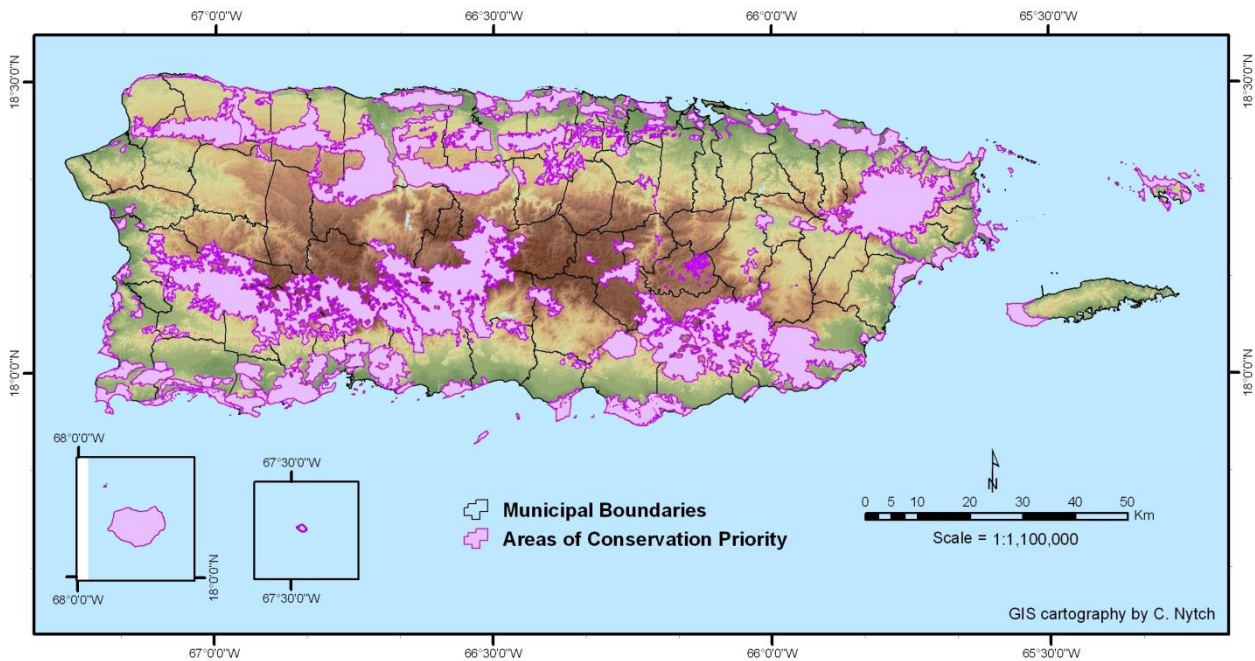 67°0'0"W 66°30'0"W 66°0'0"W 65°30'0"W
18°30'0"N 18°30'0"N
18°0'0"N 18°0'0"N
68°0'0"W
67°30'0"W
18°0'0"N
68°0'0"W
67°30'0"W
Municipal Boundaries
Areas of Conservation Priority
N
0 5 10 20 30 40 50
Km
Scale = 1:1,100,000
GIS cartography by C. Nytch
67°0'0"W 66°30'0"W 66°0'0"W 65°30'0"W